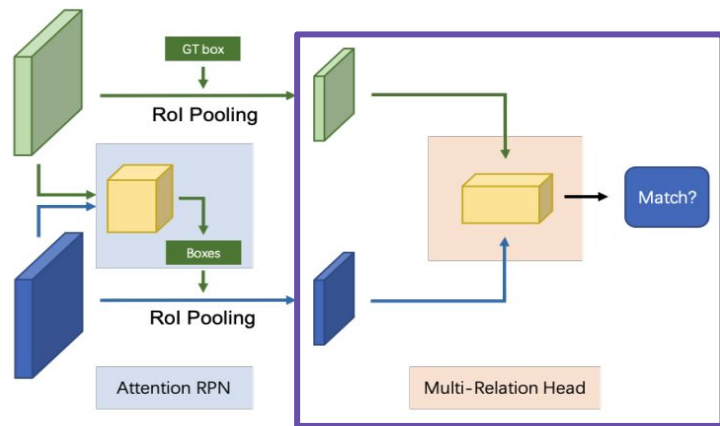 GT box
RoI Pooling
Boxes
RoI Pooling
Match?
Attention RPN
Multi-Relation Head